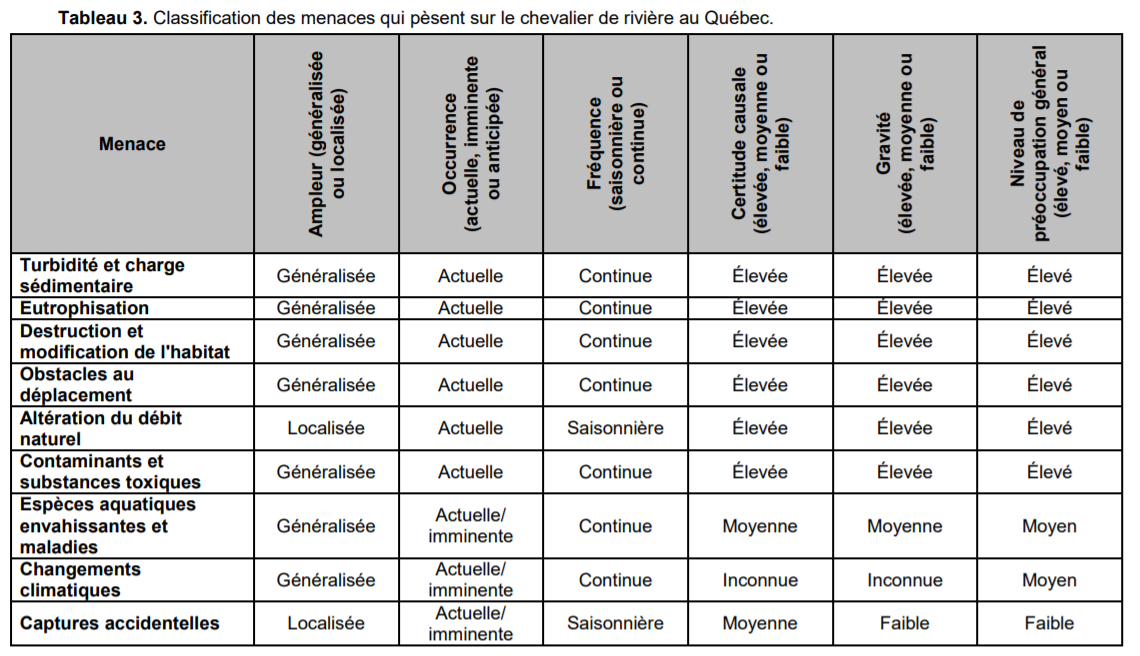 Tableau 3. Classification des menaces qui pèsent sur le chevalier de rivière au Québec.
Menace
Ampleur (généralisée
ou localisée)
Occurrence
(actuelle, imminente
ou anticipée)
Fréquence
(saisonnière ou
continue)
Certitude causale
(élevée, moyenne ou
faible)
Gravité
(élevée, moyenne ou
faible)
Niveau de
préoccupation général
(élevé, moyen ou
faible)
Turbidité et charge
sédimentaire
Généralisée
Actuelle
Continue
Élevée
Élevée
Élevé
Eutrophisation
Généralisée
Actuelle
Continue
Élevée
Élevée
Élevé
Destruction et
modification de l'habitat
Généralisée
Actuelle
Continue
Élevée
Élevée
Élevé
Obstacles au
déplacement
Généralisée
Actuelle
Continue
Élevée
Élevée
Élevé
Altération du débit
naturel
Localisée
Actuelle
Saisonnière
Élevée
Élevée
Élevé
Contaminants et
substances toxiques
Généralisée
Actuelle
Continue
Élevée
Élevée
Élevé
Espèces aquatiques
envahissantes et
maladies
Généralisée
Actuelle/
imminente
Continue
Moyenne
Moyenne
Moyen
Changements
climatiques
Généralisée
Actuelle/
imminente
Continue
Inconnue
Inconnue
Moyen
Captures accidentelles
Localisée
Actuelle/
imminente
Saisonnière
Moyenne
Faible
Faible